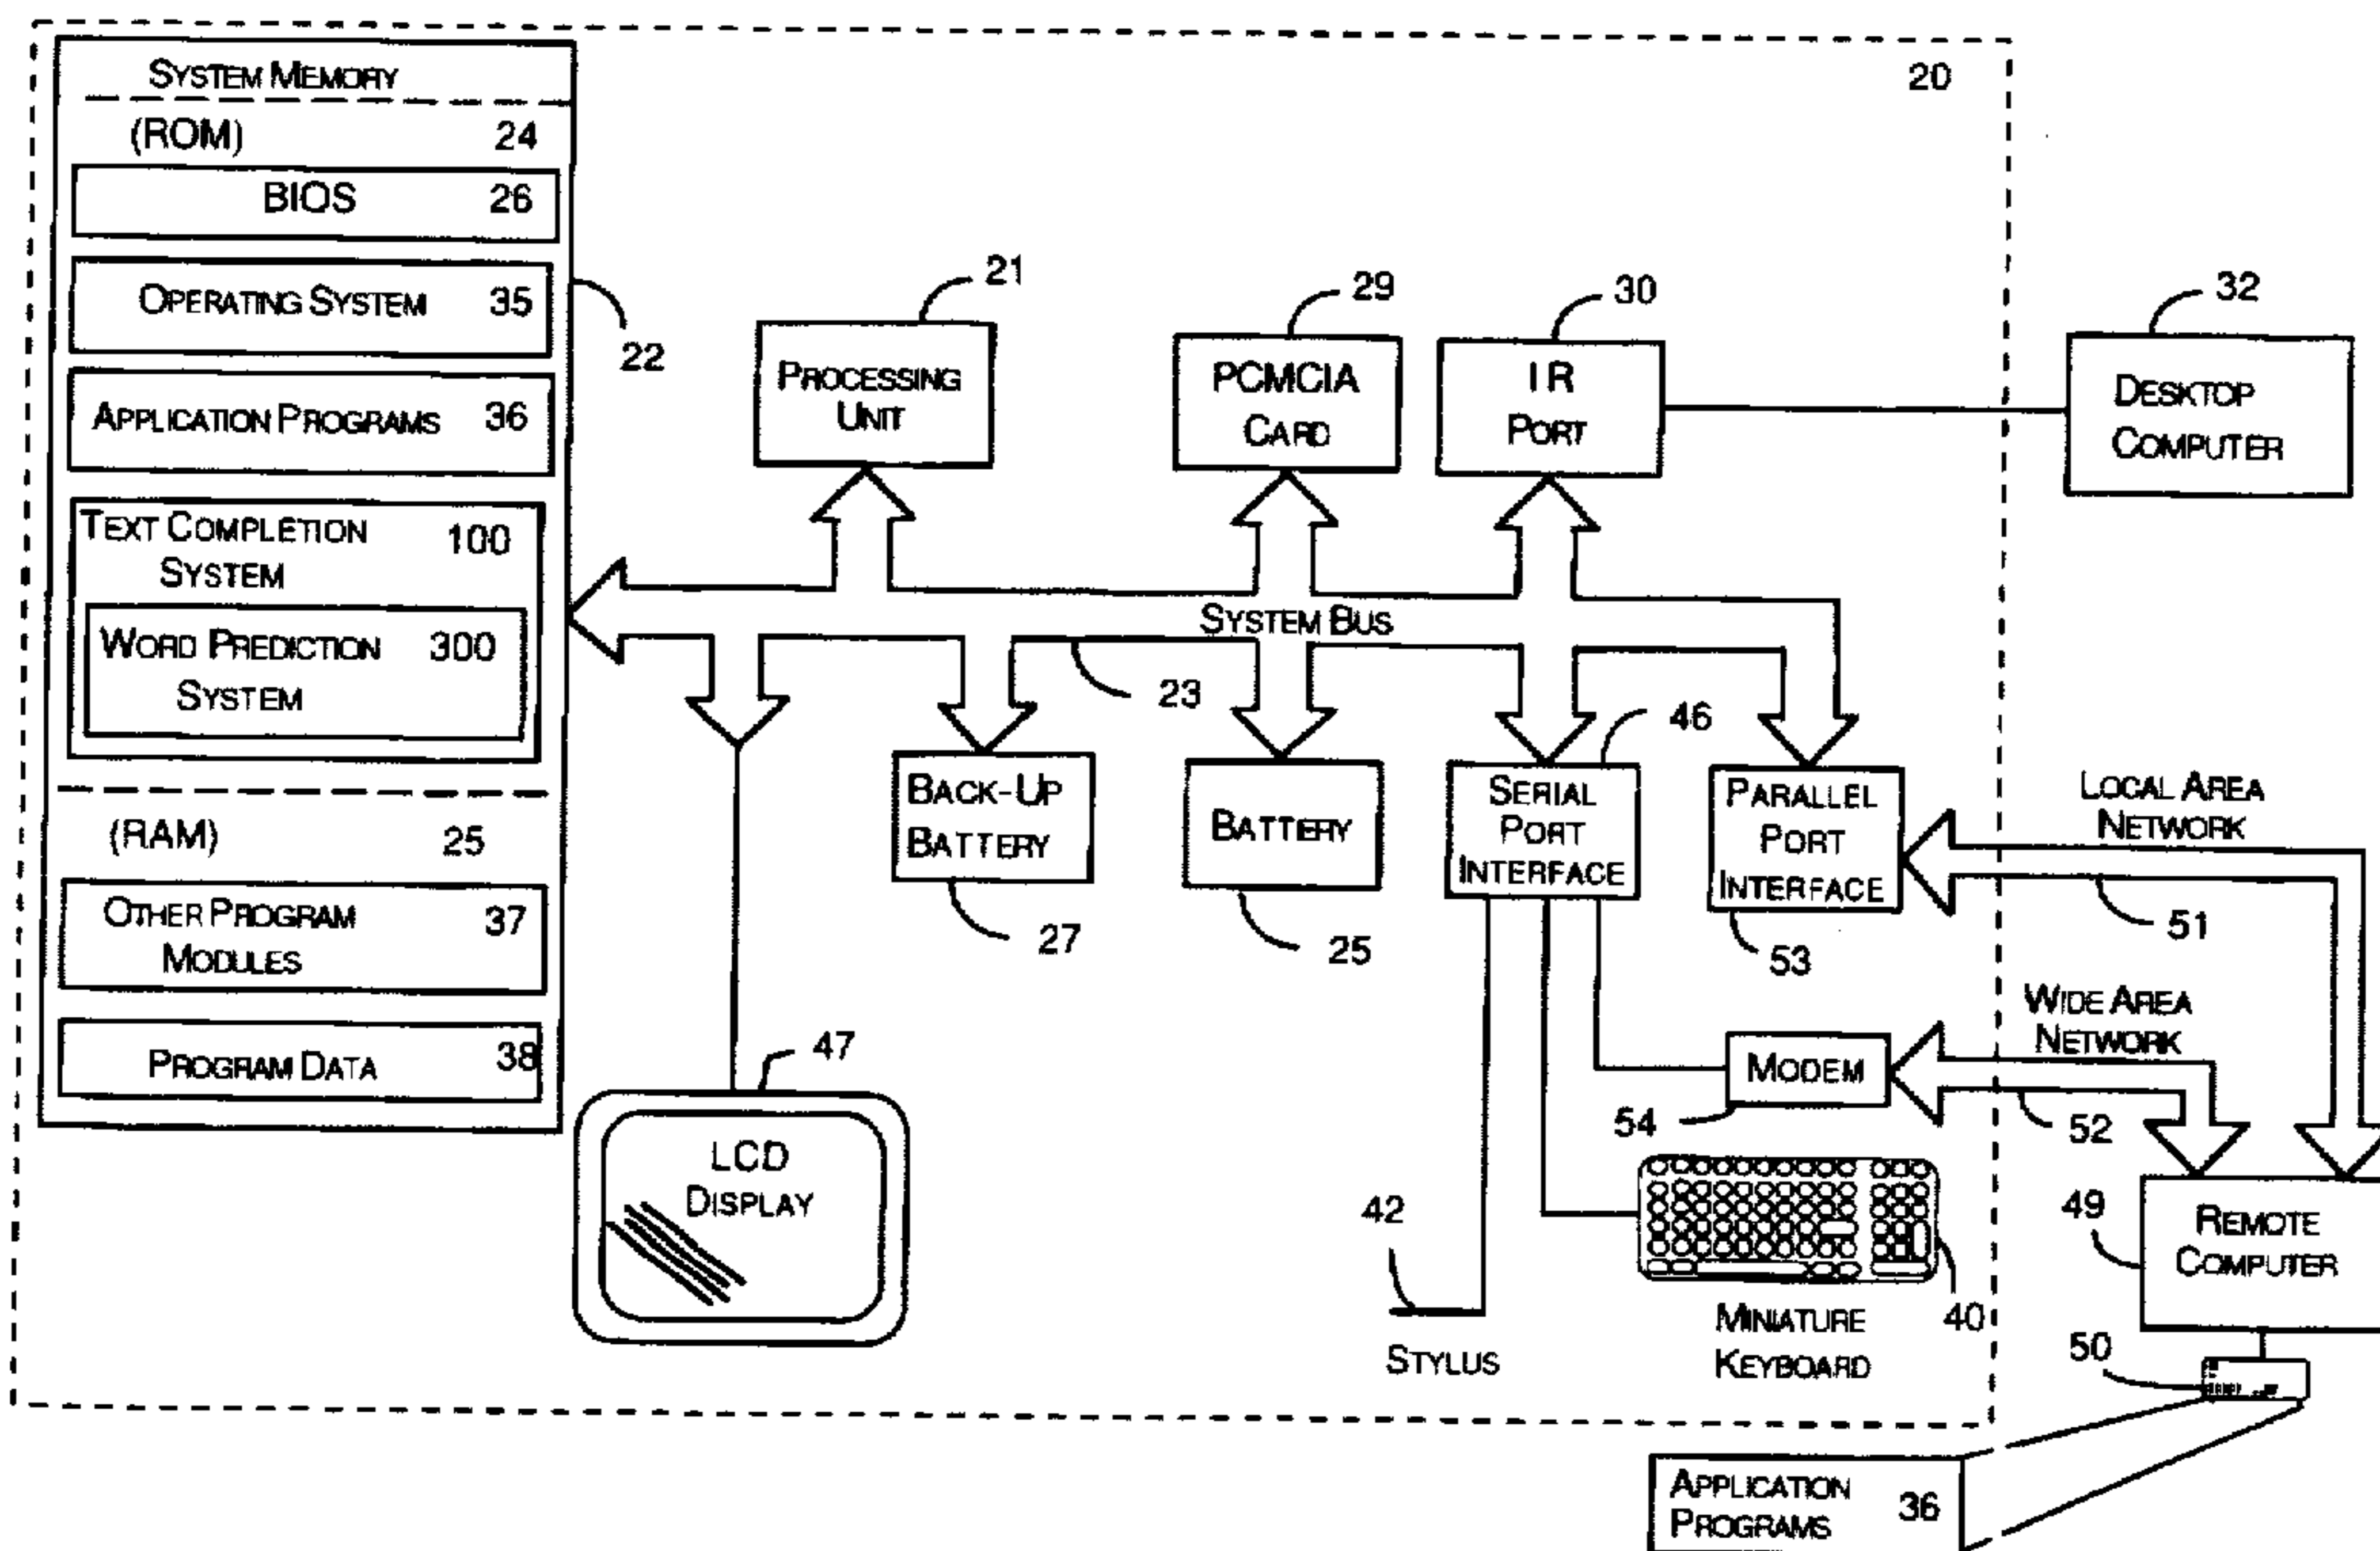 SYSTEM MEMORY
20
(ROM) 24
BIOS 26
OPERATING SYSTEM 35
22
APPLICATION PROGRAMS 36
TEXT COMPLETION 100
SYSTEM
WORD PREDICTION 300
SYSTEM
(RAM) 25
OTHER PROGRAM 37
MODULES
PROGRAM DATA 38
21
PROCESSING
UNIT
29
PCMCIA
CARD
30
IR
PORT
32
DESKTOP
COMPUTER
SYSTEM BUS
23
BACK-UP
BATTERY
27
BATTERY
25
46
SERIAL
PORT
INTERFACE
PARALLEL
PORT
INTERFACE
53
LOCAL AREA
NETWORK
51
WIDE AREA
NETWORK
52
MODEM
54
47
LCD
DISPLAY
42
STYLUS
MINIATURE
KEYBOARD
40
49
REMOTE
COMPUTER
50
APPLICATION
PROGRAMS 36